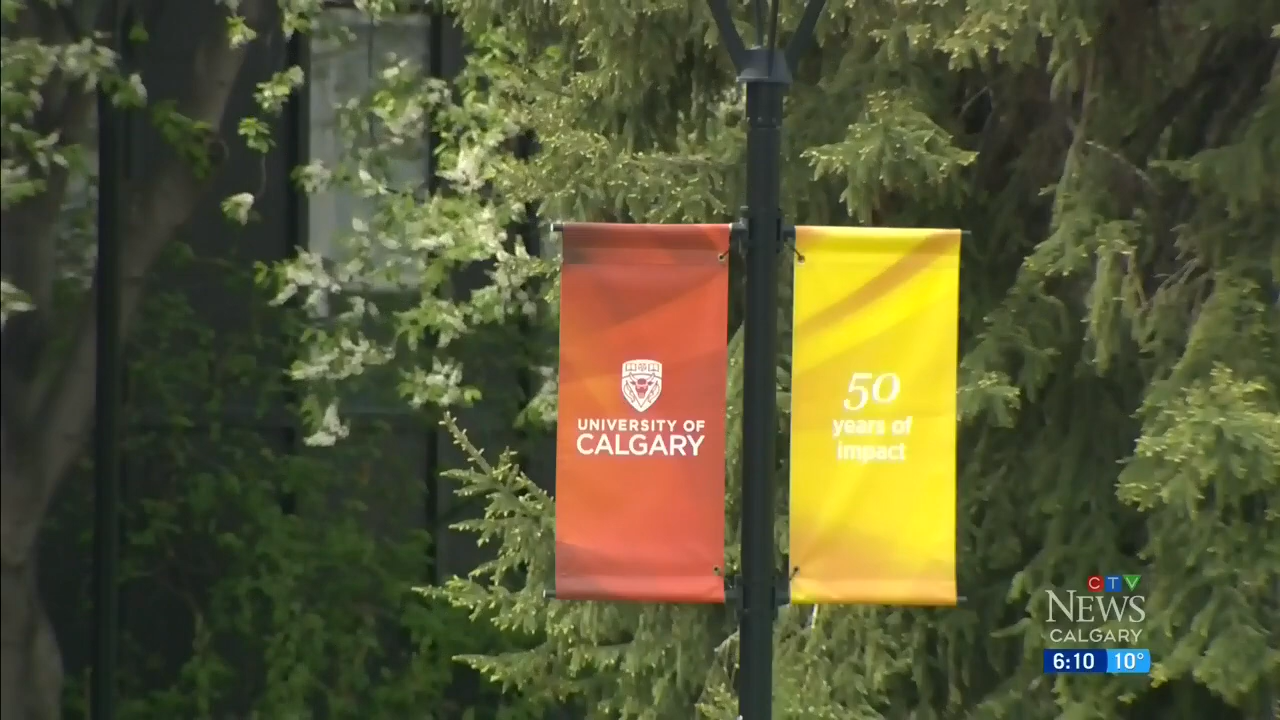 UNIVERSITY OF
CALGARY
50
years of
impact
CTV
NEWS
CALGARY
6:10 10°